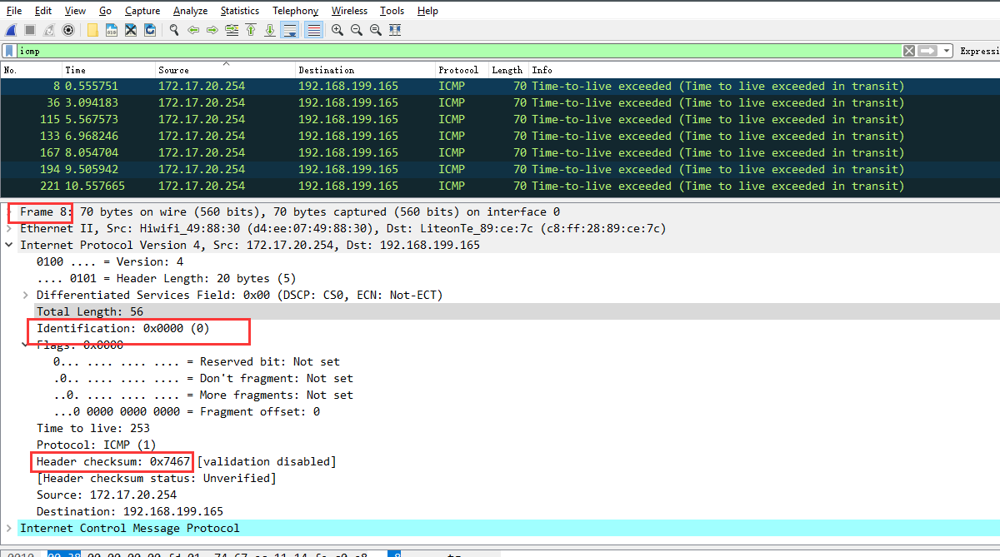 File Edit View Go Capture Analyze Statistics Telephony Wireless Tools Help
icmp Expressi
No. Time Source Destination Protocol Length Info
8 0.555751 172.17.20.254 192.168.199.165 ICMP 70 Time-to-live exceeded (Time to live exceeded in transit)
36 3.094183 172.17.20.254 192.168.199.165 ICMP 70 Time-to-live exceeded (Time to live exceeded in transit)
115 5.567573 172.17.20.254 192.168.199.165 ICMP 70 Time-to-live exceeded (Time to live exceeded in transit)
133 6.968246 172.17.20.254 192.168.199.165 ICMP 70 Time-to-live exceeded (Time to live exceeded in transit)
167 8.054704 172.17.20.254 192.168.199.165 ICMP 70 Time-to-live exceeded (Time to live exceeded in transit)
194 9.505942 172.17.20.254 192.168.199.165 ICMP 70 Time-to-live exceeded (Time to live exceeded in transit)
221 10.557665 172.17.20.254 192.168.199.165 ICMP 70 Time-to-live exceeded (Time to live exceeded in transit)
Frame 8: 70 bytes on wire (560 bits), 70 bytes captured (560 bits) on interface 0
Ethernet II, Src: Hiwifi_49:88:30 (d4:ee:07:49:88:30), Dst: LiteonTe_89:ce:7c (c8:ff:28:89:ce:7c)
Internet Protocol Version 4, Src: 172.17.20.254, Dst: 192.168.199.165
0100 .... = Version: 4
.... 0101 = Header Length: 20 bytes (5)
Differentiated Services Field: 0x00 (DSCP: CS0, ECN: Not-ECT)
Total Length: 56
Identification: 0x0000 (0)
Flags: 0x0000
0... .... .... .... = Reserved bit: Not set
.0.. .... .... .... = Don't fragment: Not set
..0. .... .... .... = More fragments: Not set
...0 0000 0000 0000 = Fragment offset: 0
Time to live: 253
Protocol: ICMP (1)
Header checksum: 0x7467 [validation disabled]
[Header checksum status: Unverified]
Source: 172.17.20.254
Destination: 192.168.199.165
Internet Control Message Protocol